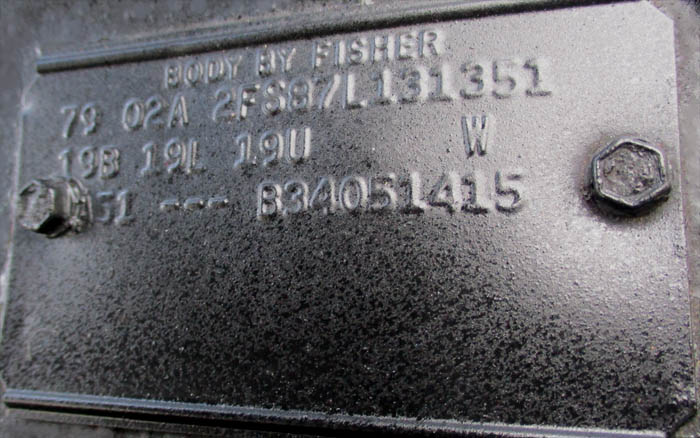 BODY BY FISHER
79 02A 2FS87L131351
19B 19L 19U W
51 --- B34051415